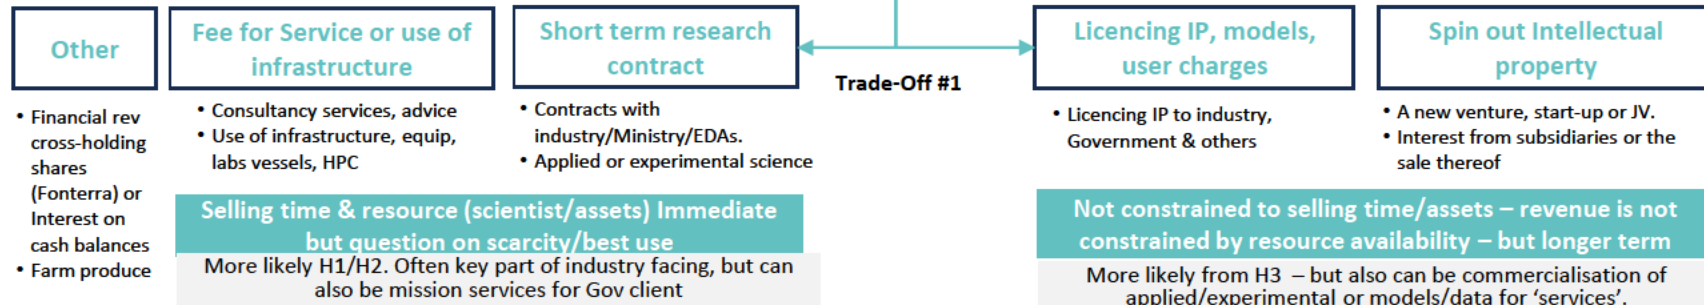 Other
Fee for Service or use of
infrastructure
Short term research
contract
Licencing IP, models,
user charges
Spin out Intellectual
property
Trade-Off #1
• Financial rev
cross-holding
shares
(Fonterra) or
Interest on
cash balances
• Farm produce
• Consultancy services, advice
• Use of infrastructure, equip,
labs vessels, HPC
• Contracts with
industry/Ministry/EDAs.
• Applied or experimental science
• Licencing IP to industry,
Government & others
• A new venture, start-up or JV.
• Interest from subsidiaries or the
sale thereof
Selling time & resource (scientist/assets) Immediate
but question on scarcity/best use
More likely H1/H2. Often key part of industry facing, but can
also be mission services for Gov client
Not constrained to selling time/assets – revenue is not
constrained by resource availability – but longer term
More likely from H3 – but also can be commercialisation of
applied/experimental or models/data for ‘services’.